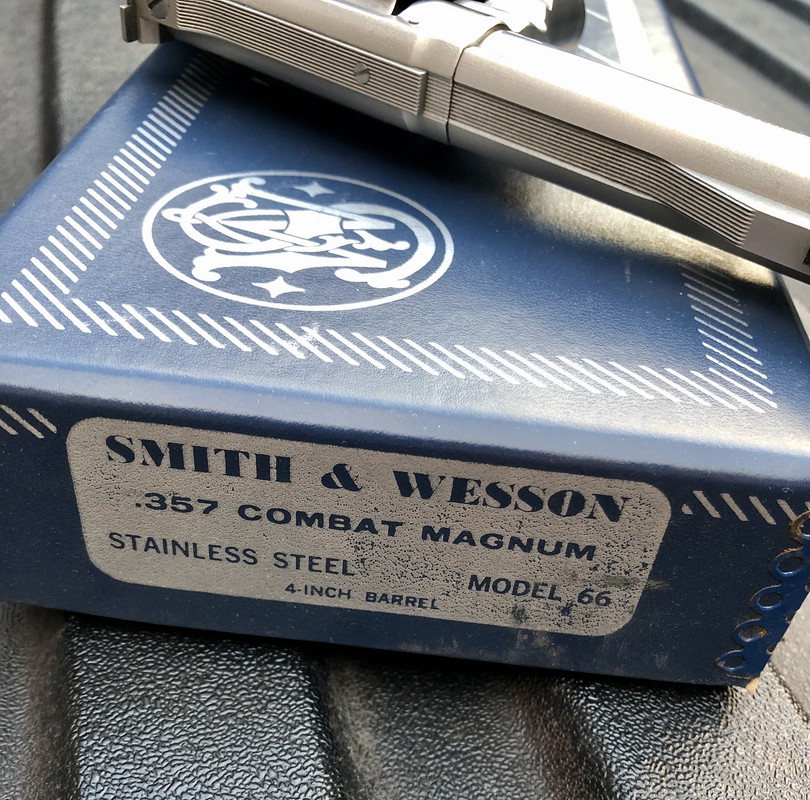 SMITH & WESSON
.357 COMBAT MAGNUM
STAINLESS STEEL
MODEL 66
4-INCH BARREL